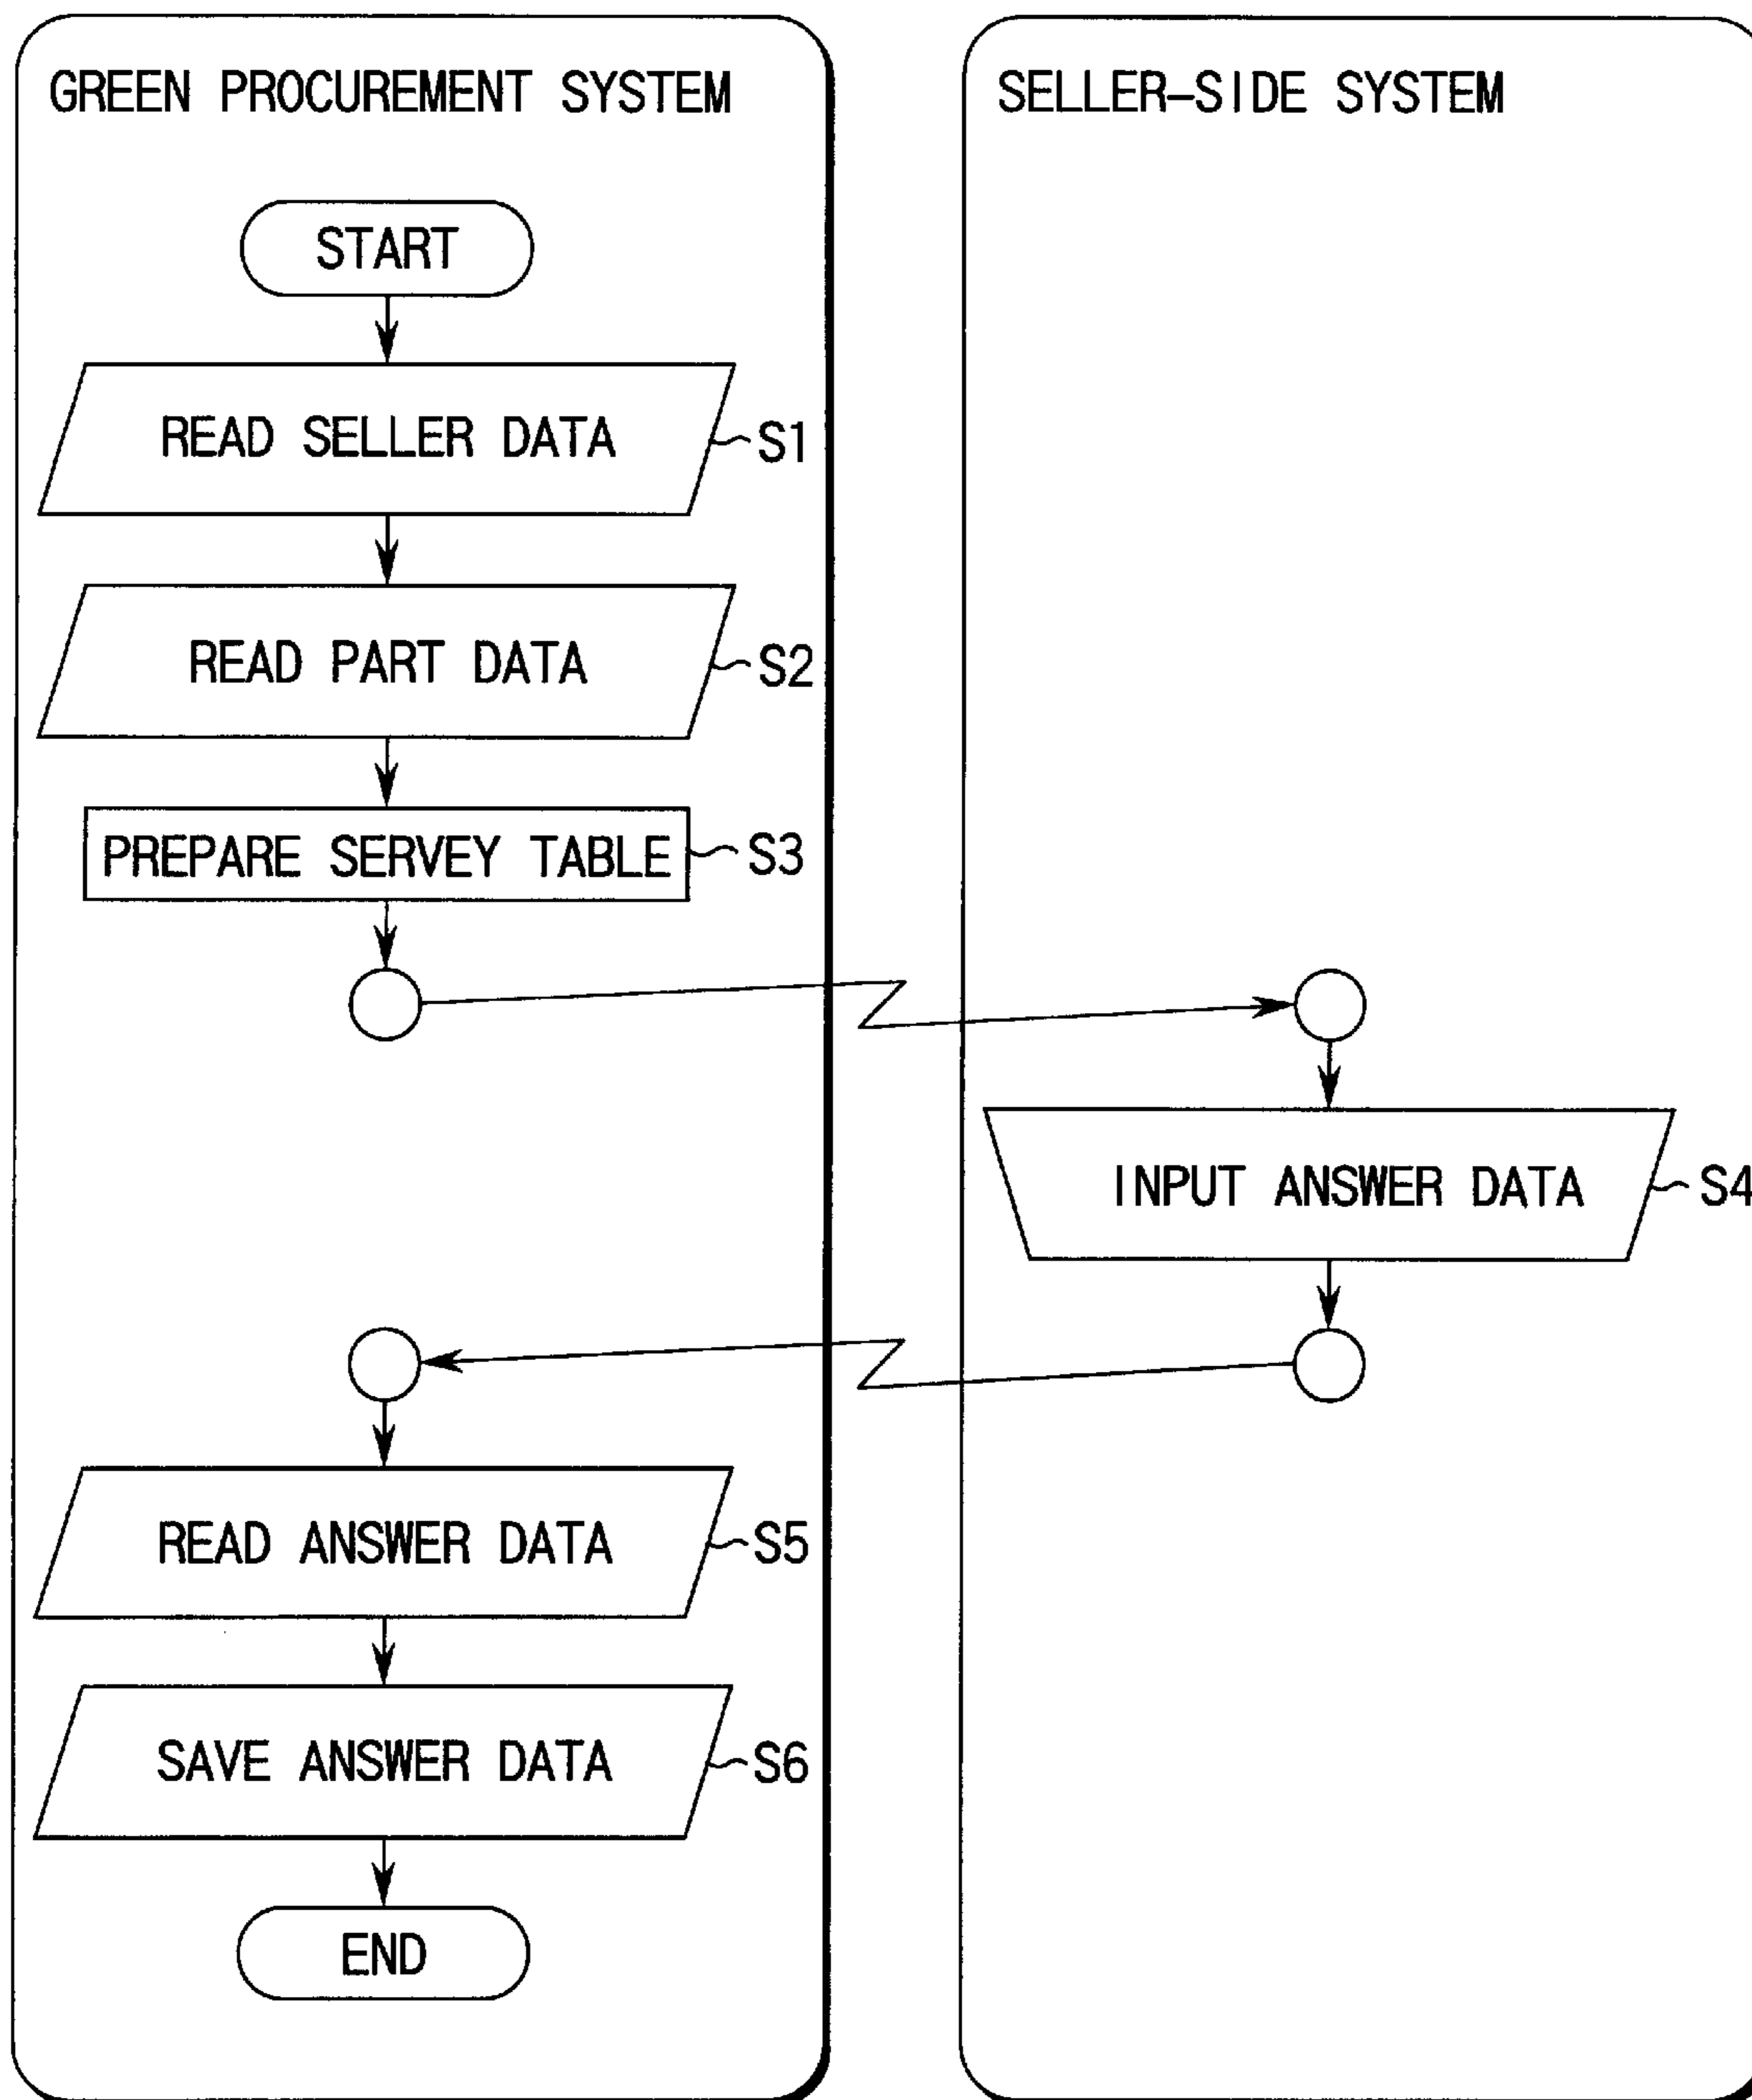 GREEN PROCUREMENT SYSTEM
START
READ SELLER DATA
S1
READ PART DATA
S2
PREPARE SERVEY TABLE
S3
READ ANSWER DATA
S5
SAVE ANSWER DATA
S6
END
SELLER-SIDE SYSTEM
INPUT ANSWER DATA
S4